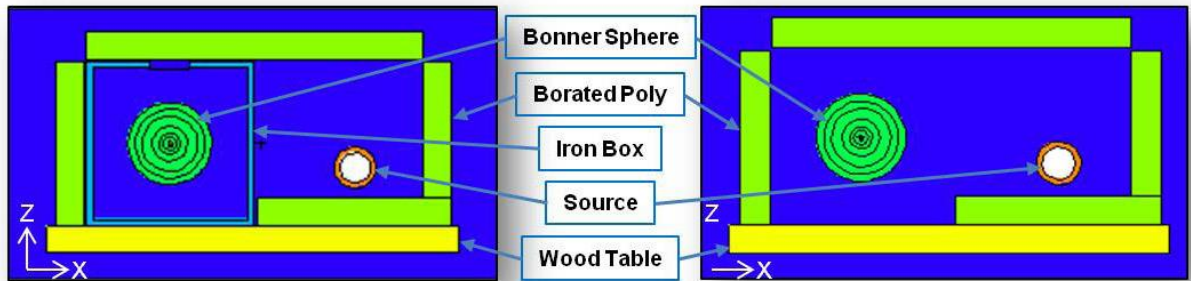 Bonner Sphere
Borated Poly
Iron Box
Source
Wood Table
Z
X
Z
X